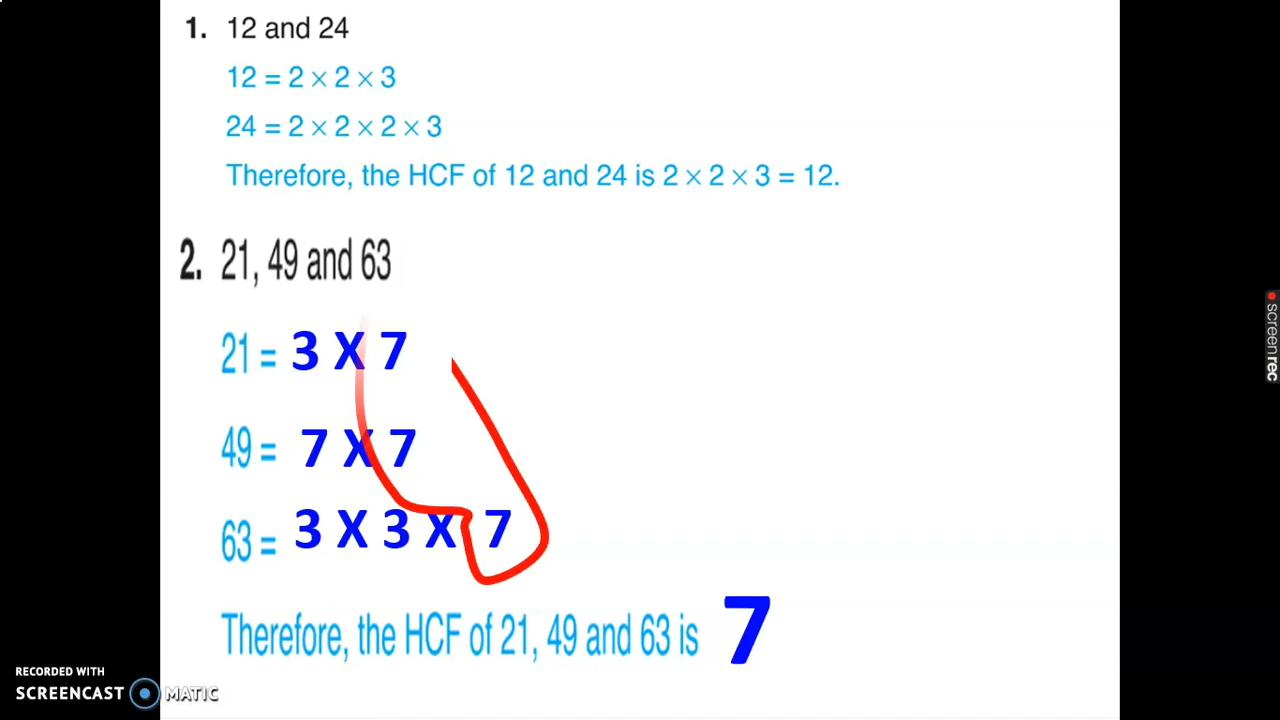 1. 12 and 24
12 = 2 × 2 × 3
24 = 2 × 2 × 2 × 3
Therefore, the HCF of 12 and 24 is 2 × 2 × 3 = 12.
2. 21, 49 and 63
21 = 3 X 7
49 = 7 X 7
63 = 3 X 3 X 7
Therefore, the HCF of 21, 49 and 63 is 7
screenrec
RECORDED WITH
SCREENCAST MATIC